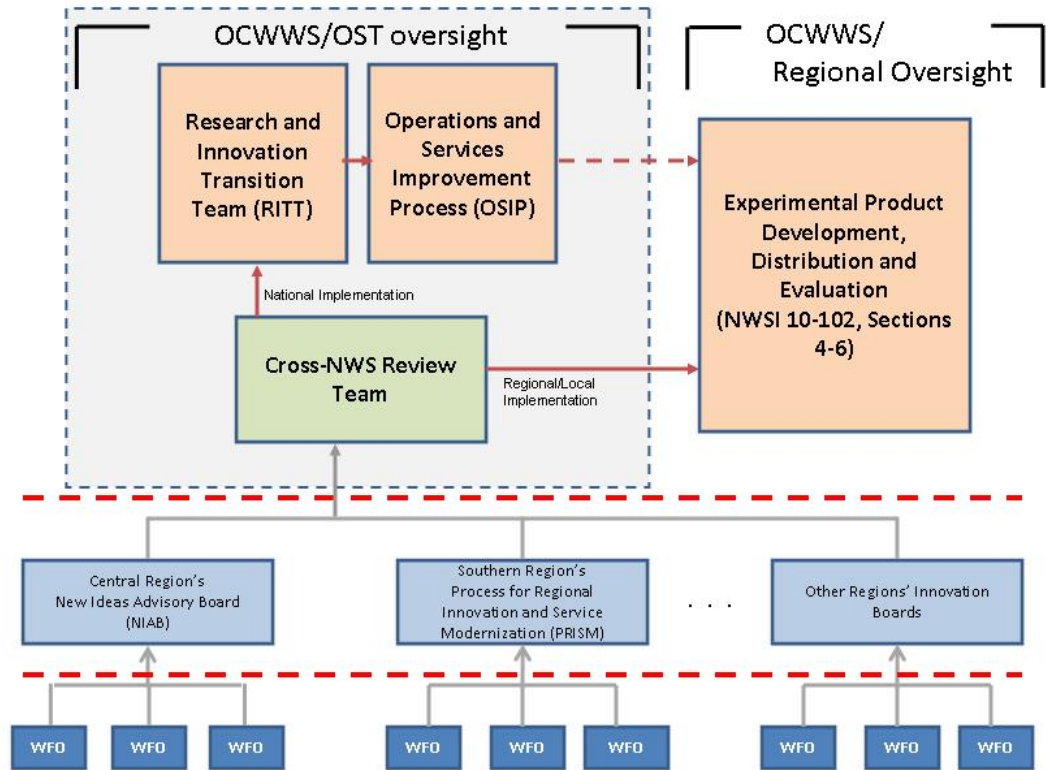 OCWWS/OST oversight
OCWWS/
Regional Oversight
Research and
Innovation
Transition
Team (RITT)
Operations and
Services
Improvement
Process (OSIP)
Experimental Product
Development,
Distribution and
Evaluation
(NWSI 10-102, Sections
4-6)
National Implementation
Cross-NWS Review
Team
Regional/Local
Implementation
Central Region's
New Ideas Advisory Board
(NIAB)
Southern Region's
Process for Regional
Innovation and Service
Modernization (PRISM)
. . .
Other Regions' Innovation
Boards
WFO
WFO
WFO
WFO
WFO
WFO
WFO
WFO
WFO